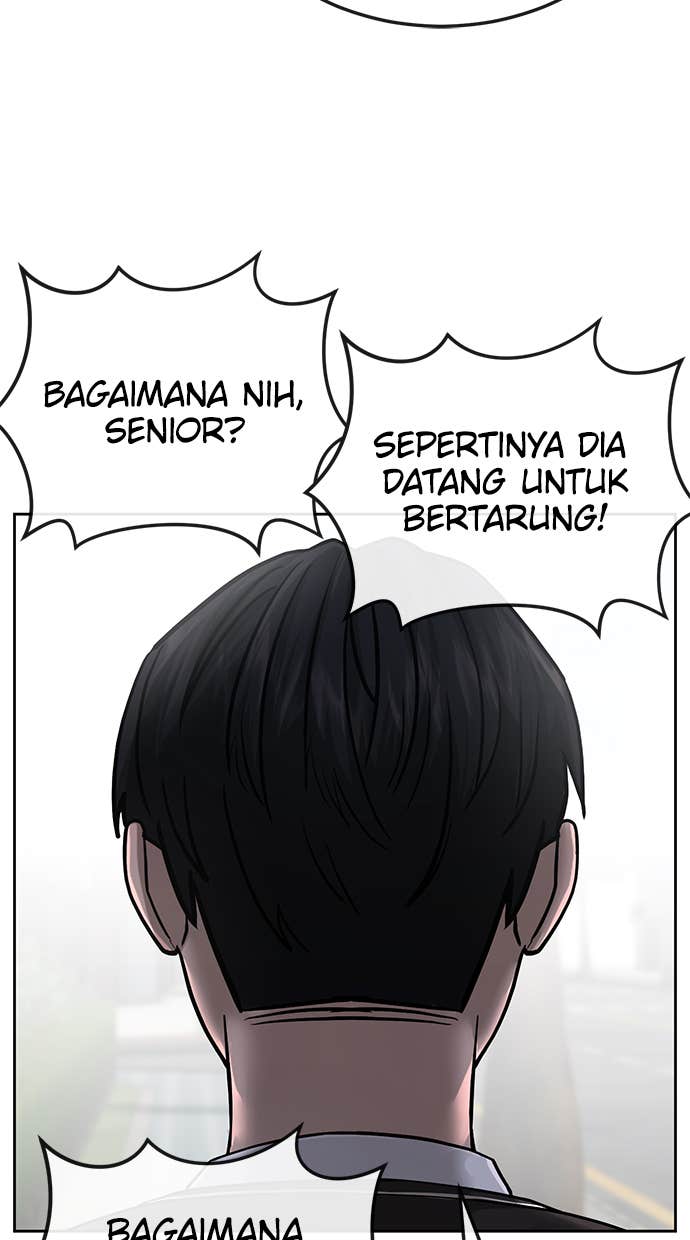 BAGAIMANA NIH,
SENIOR?
SEPERTINYA DIA
DATANG UNTUK
BERTARUNG!
BAGAIMANA